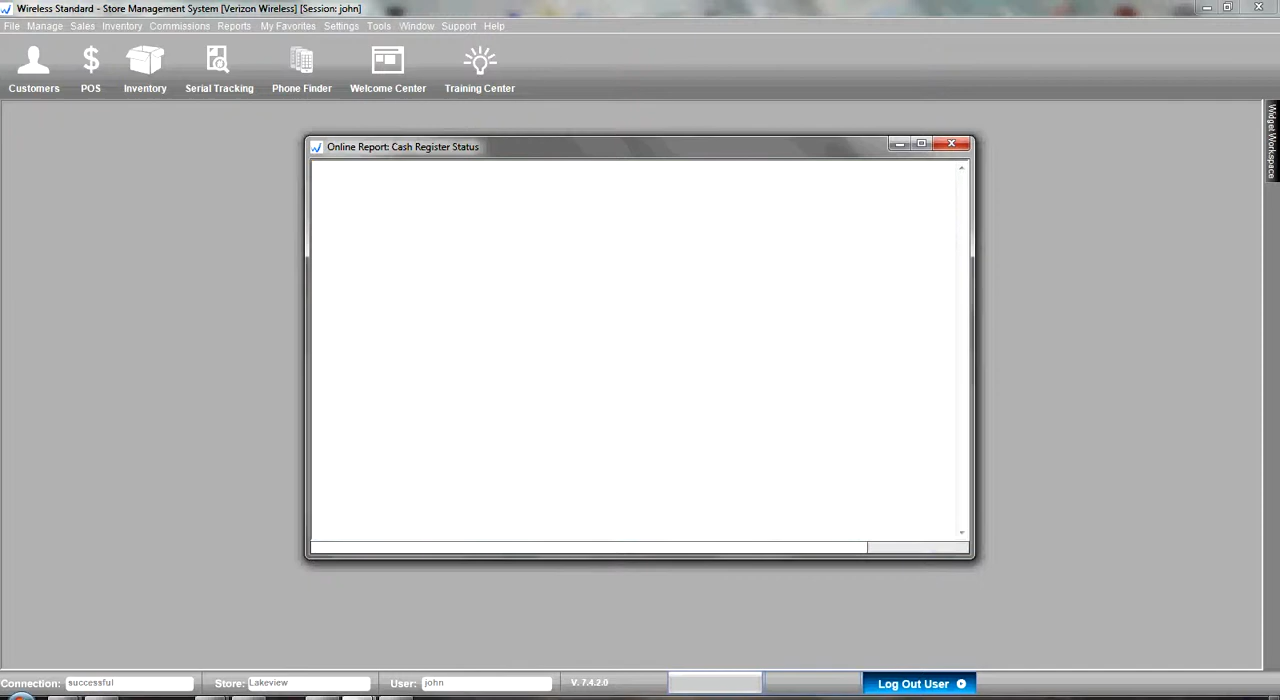 Wireless Standard - Store Management System [Verizon Wireless] [Session: john]
File Manage Sales Inventory Commissions Reports My Favorites Settings Tools Window Support Help
Customers POS Inventory Serial Tracking Phone Finder Welcome Center Training Center
Widget Workspace
Online Report: Cash Register Status
Connection: successful Store: Lakeview User: john V. 7.4.2.0 Log Out User